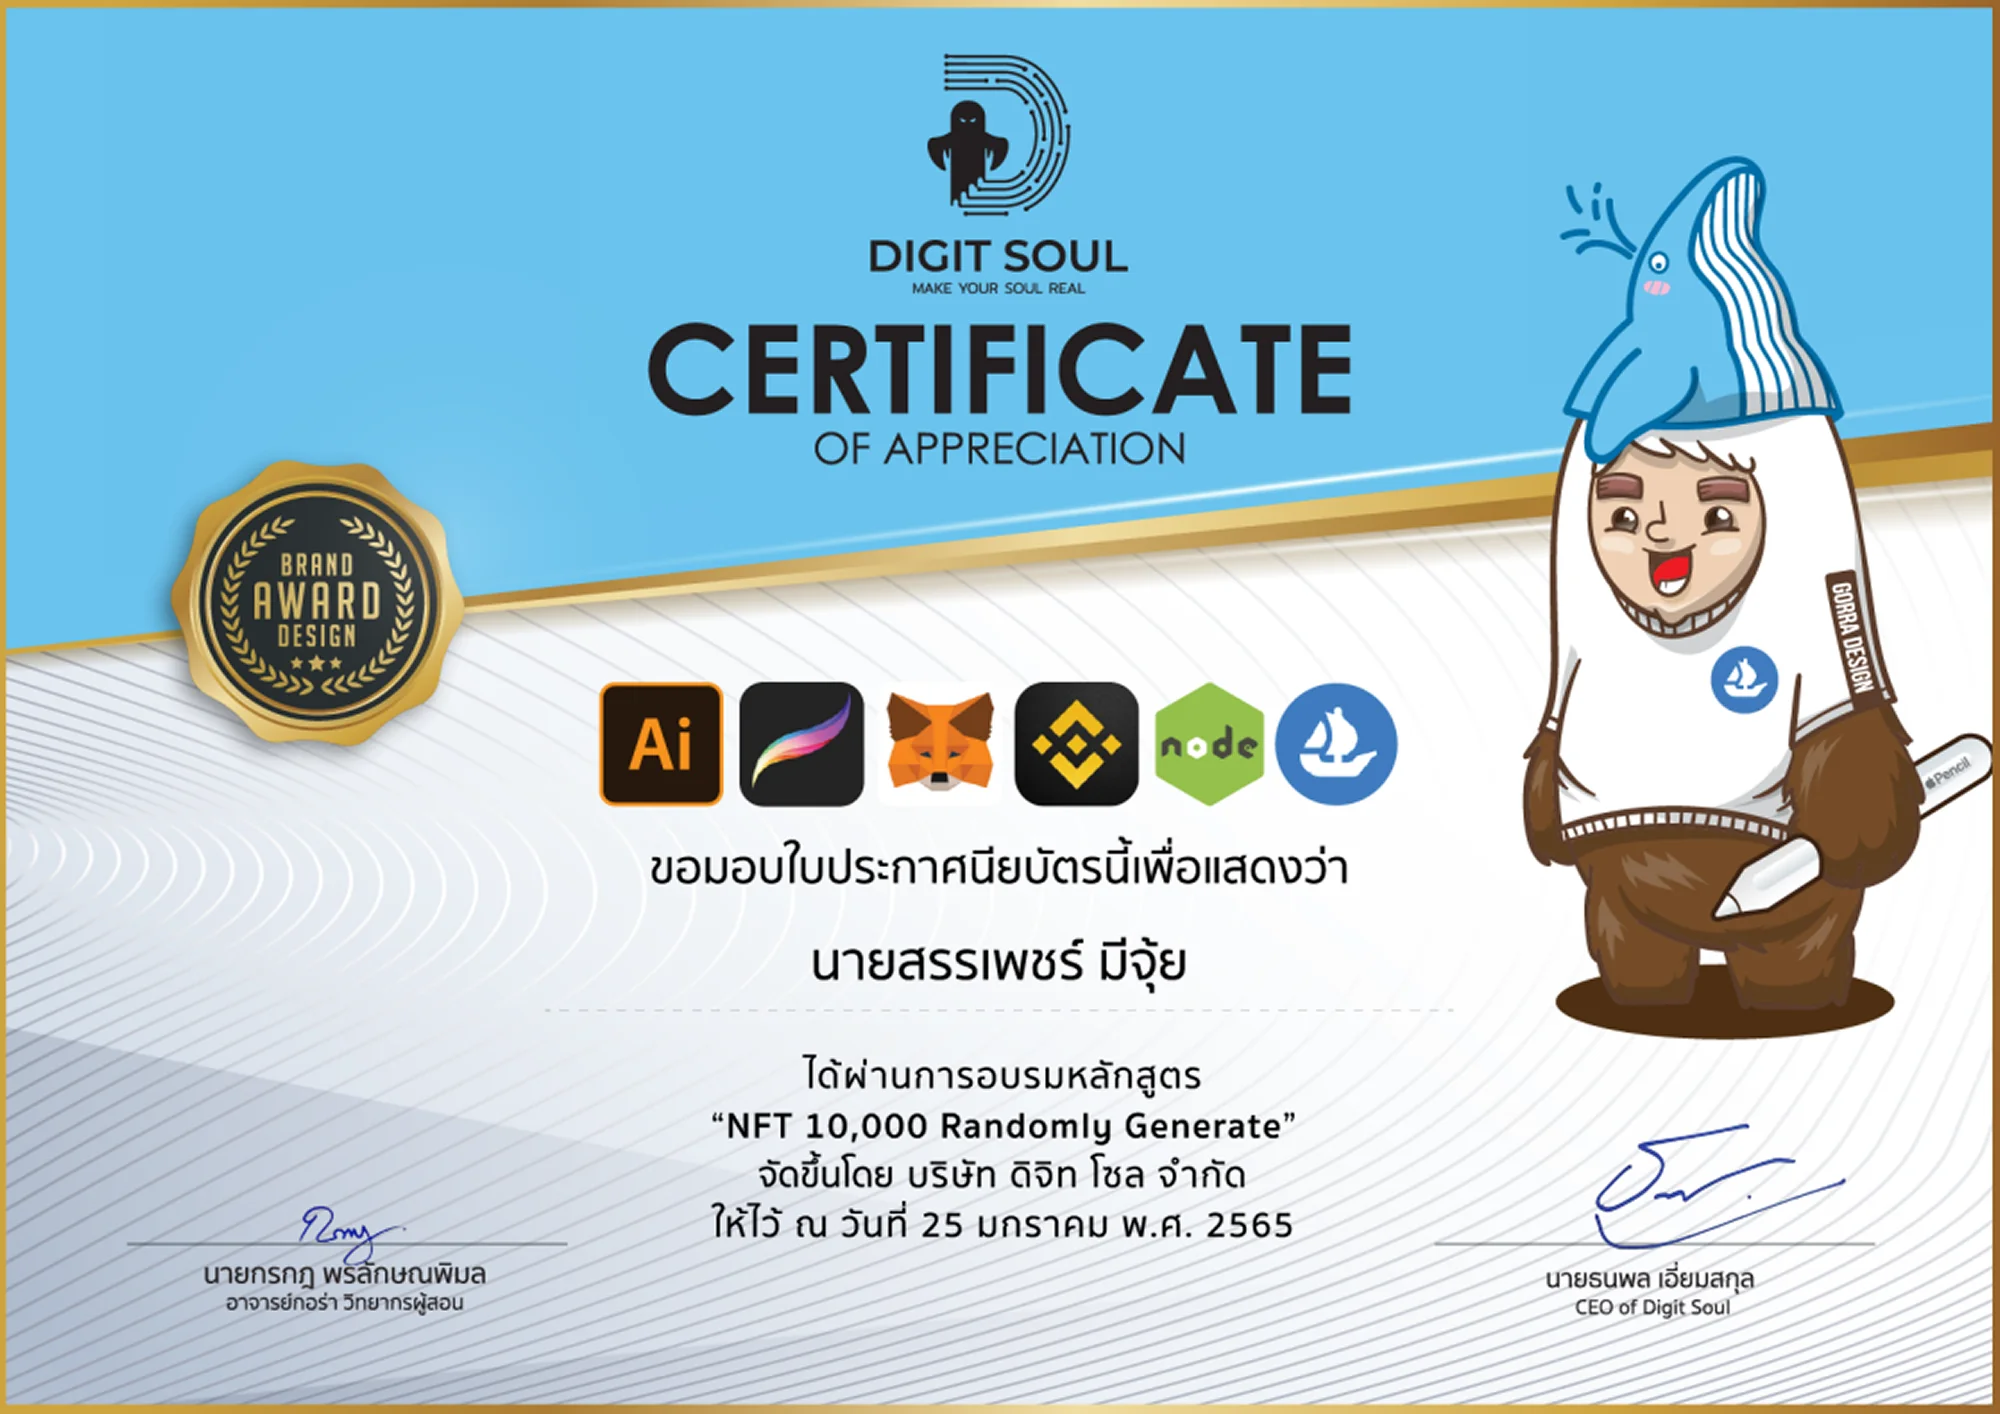 DIGIT SOUL
MAKE YOUR SOUL REAL
CERTIFICATE
OF APPRECIATION
BRAND
AWARD
DESIGN
GORRA DESIGN
Ai
node
Pencil
ขอมอบใบประกาศนียบัตรนี้เพื่อแสดงว่า
นายสรรเพชร์ มีจุ้ย
ได้ผ่านการอบรมหลักสูตร
“NFT 10,000 Randomly Generate”
จัดขึ้นโดย บริษัท ดิจิท โซล จำกัด
ให้ไว้ ณ วันที่ 25 มกราคม พ.ศ. 2565
นายกรกฎ พรลักษณพิมล
อาจารย์กอร่า วิทยากรผู้สอน
นายธนพล เอี่ยมสกุล
CEO of Digit Soul